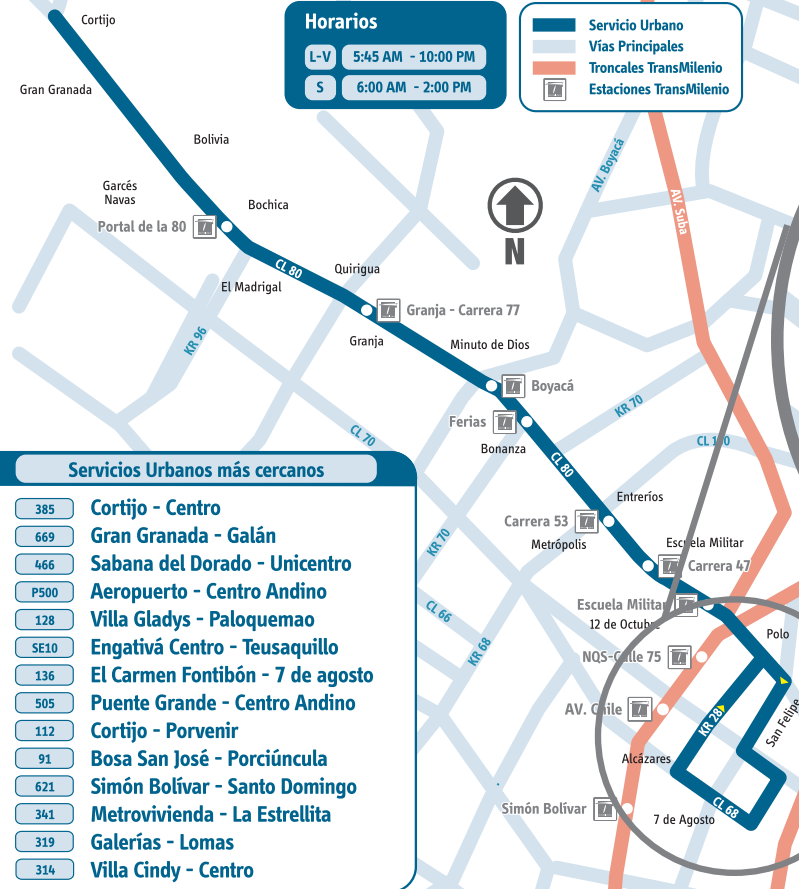 Cortijo
Gran Granada
Bolivia
Garcés
Navas
Bochica
Portal de la 80
CL 80
Quirigua
El Madrigal
KR 96
Granja - Carrera 77
Granja
Minuto de Dios
Boyacá
Ferias
Bonanza
CL 70
KR 70
CL 80
CL 100
Entreríos
Carrera 53
Metrópolis
Escuela Militar
Carrera 47
KR 70
Escuela Militar
12 de Octubre
CL 66
KR 68
Polo
NQS-Calle 75
AV. Chile
KR 28
San Felipe
Alcázares
CL 68
Simón Bolívar
7 de Agosto
AV. Boyacá
AV. Suba
N
Horarios
L-V 5:45 AM - 10:00 PM
S 6:00 AM - 2:00 PM
Servicio Urbano
Vías Principales
Troncales TransMilenio
Estaciones TransMilenio
Servicios Urbanos más cercanos
385 Cortijo - Centro
669 Gran Granada - Galán
466 Sabana del Dorado - Unicentro
P500 Aeropuerto - Centro Andino
128 Villa Gladys - Paloquemao
SE10 Engativá Centro - Teusaquillo
136 El Carmen Fontibón - 7 de agosto
505 Puente Grande - Centro Andino
112 Cortijo - Porvenir
91 Bosa San José - Porciúncula
621 Simón Bolívar - Santo Domingo
341 Metrovivienda - La Estrellita
319 Galerías - Lomas
314 Villa Cindy - Centro